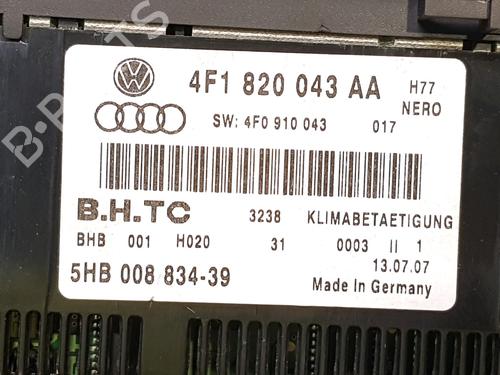 4F1 820 043 AA H77
NERO
SW: 4F0 910 043 017
B.H.TC 3238 KLIMABETAETIGUNG
BHB 001 H020 31 0003 II 1
13.07.07
5HB 008 834-39 Made in Germany
B-Parts